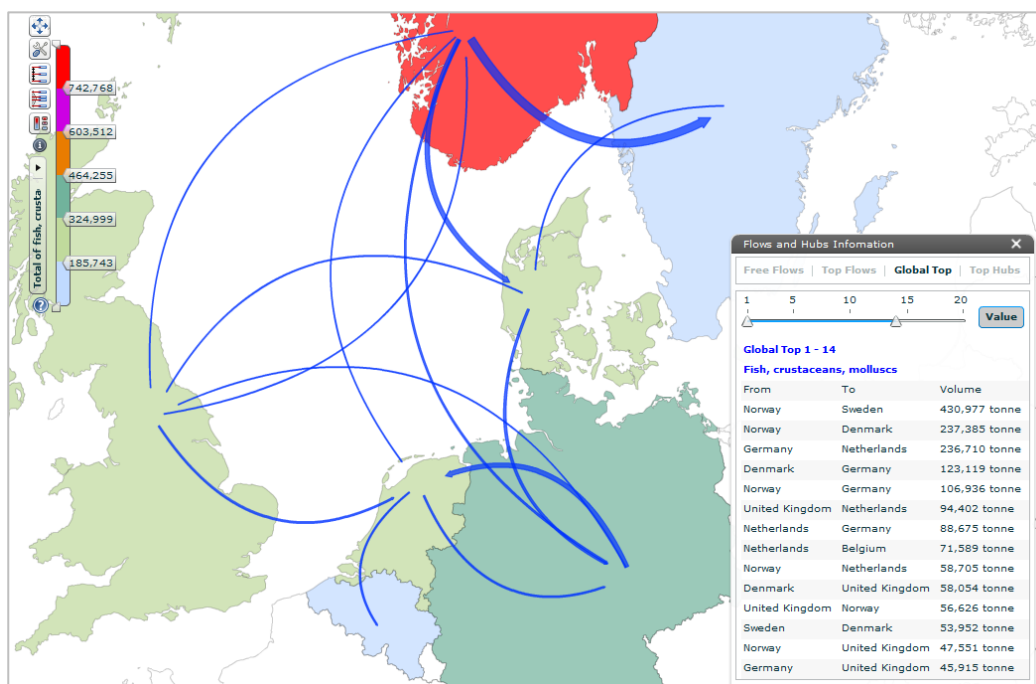 742,768
603,512
464,255
324,999
185,743
Total of fish, crusta
Flows and Hubs Infomation
Free Flows | Top Flows | Global Top | Top Hubs
1 5 10 15 20
Value
Global Top 1 - 14
Fish, crustaceans, molluscs
From To Volume
Norway Sweden 430,977 tonne
Norway Denmark 237,385 tonne
Germany Netherlands 236,710 tonne
Denmark Germany 123,119 tonne
Norway Germany 106,936 tonne
United Kingdom Netherlands 94,402 tonne
Netherlands Germany 88,675 tonne
Netherlands Belgium 71,589 tonne
Norway Netherlands 58,705 tonne
Denmark United Kingdom 58,054 tonne
United Kingdom Norway 56,626 tonne
Sweden Denmark 53,952 tonne
Norway United Kingdom 47,551 tonne
Germany United Kingdom 45,915 tonne